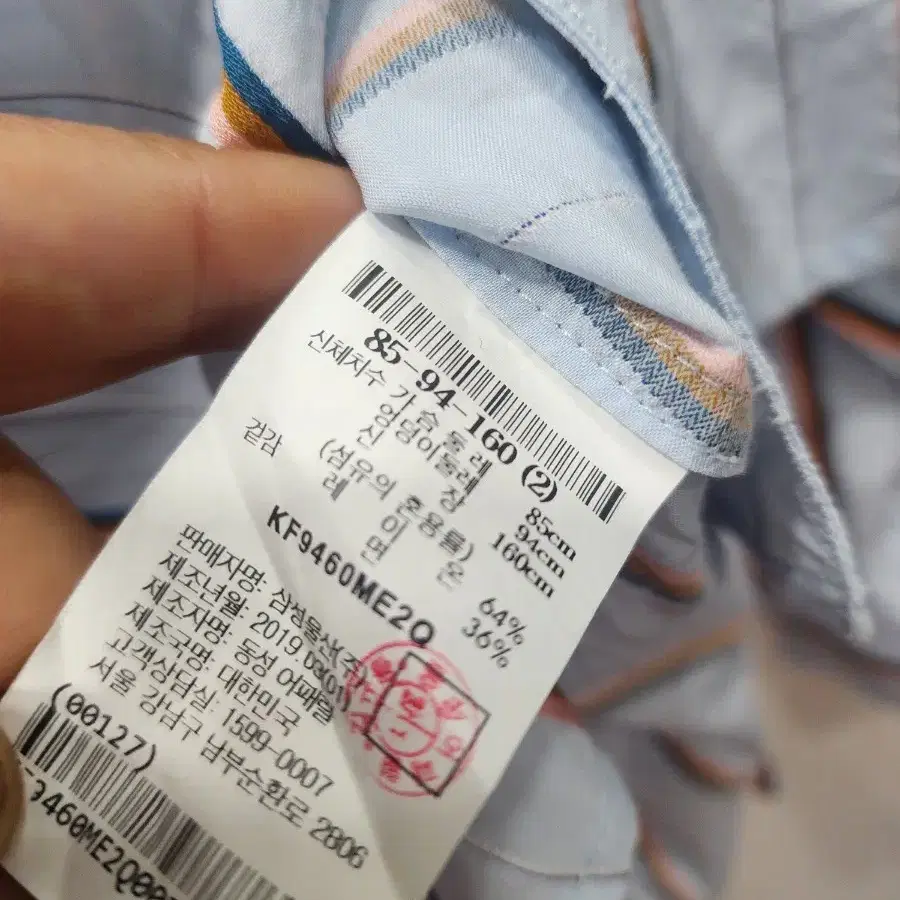 85-94-160 (2)
신체치수 가 슴 둘 레 85cm
엉덩이둘레 94cm
신 장 160cm
(섬유의 혼용률)
겉감 레 이 온 64%
면 36%
KF9460ME2Q
판매자명: 삼성물산(주)
제조년월: 2019
제조자명: 동성 어패럴
제조국명: 대한민국
고객상담실: 1599-0007
서울 강남구 남부순환로 2806
(00127)
9460ME2Q00